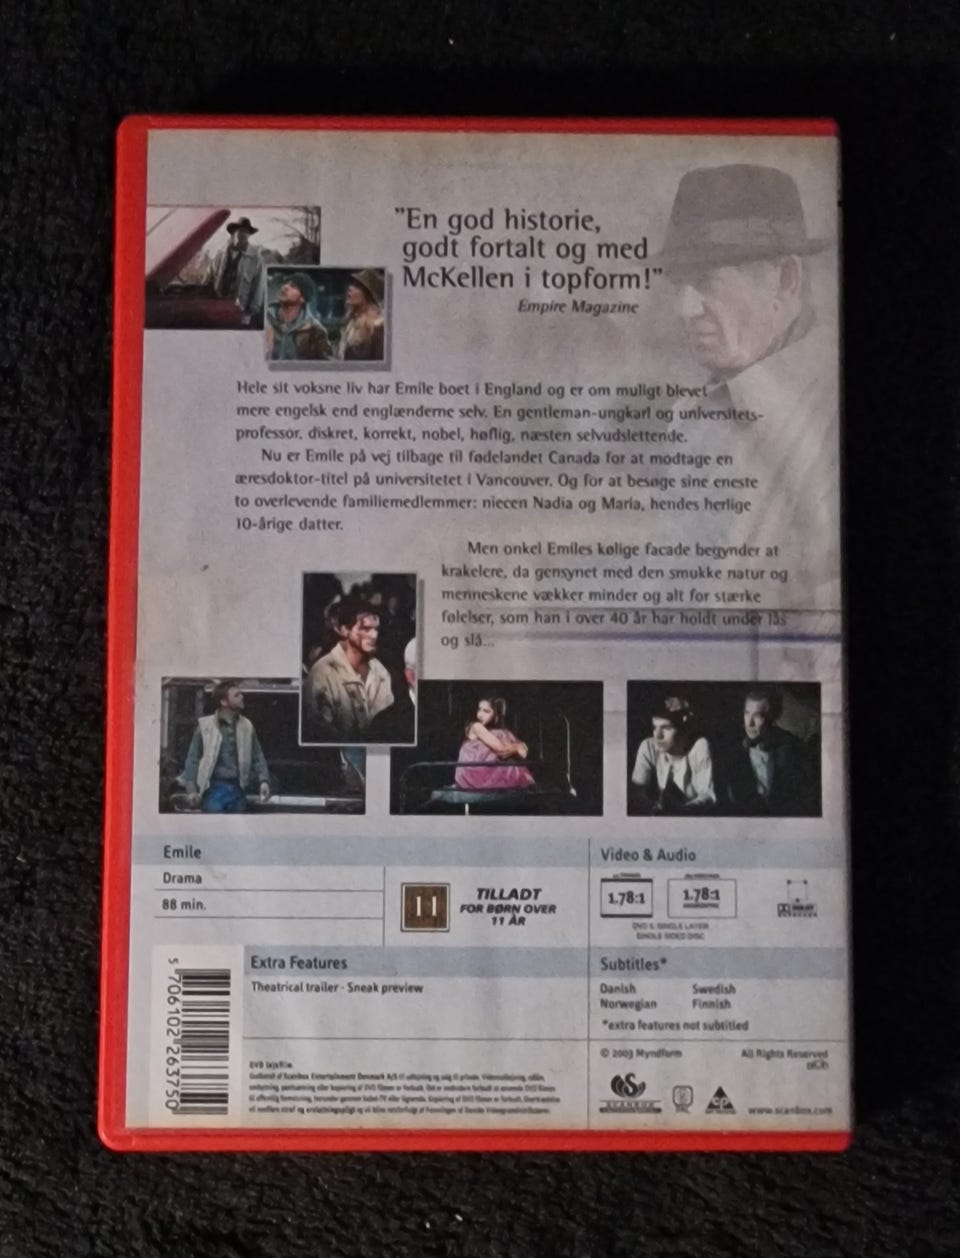 "En god historie,
godt fortalt og med
McKellen i topform!"
Empire Magazine
Hele sit voksne liv har Emile boet i England og er om muligt blevet
mere engelsk end englænderne selv. En gentleman-ungkarl og universitets-
professor, diskret, korrekt, nobel, høflig, næsten selvudslettende.
Nu er Emile på vej tilbage til fødelandet Canada for at modtage en
æresdoktor-titel på universitetet i Vancouver. Og for at besøge sine eneste
to overlevende familiemedlemmer: niecen Nadia og Maria, hendes herlige
10-årige datter.
Men onkel Emiles kølige facade begynder at
krakelere, da gensynet med den smukke natur og
menneskene vækker minder og alt for stærke
følelser, som han i over 40 år har holdt under lås
og slå...
Emile
Drama
88 min.
11
TILLADT
FOR BØRN OVER
11 ÅR
Video & Audio
1.78:1
1.78:1
DVD 5, SINGLE LAYER
SINGLE SIDED DISC
Extra Features
Theatrical trailer - Sneak preview
Subtitles*
Danish Swedish
Norwegian Finnish
*extra features not subtitled
© 2003 Myndform All Rights Reserved
SCANBOX
www.scanbox.com
5 706102 263750